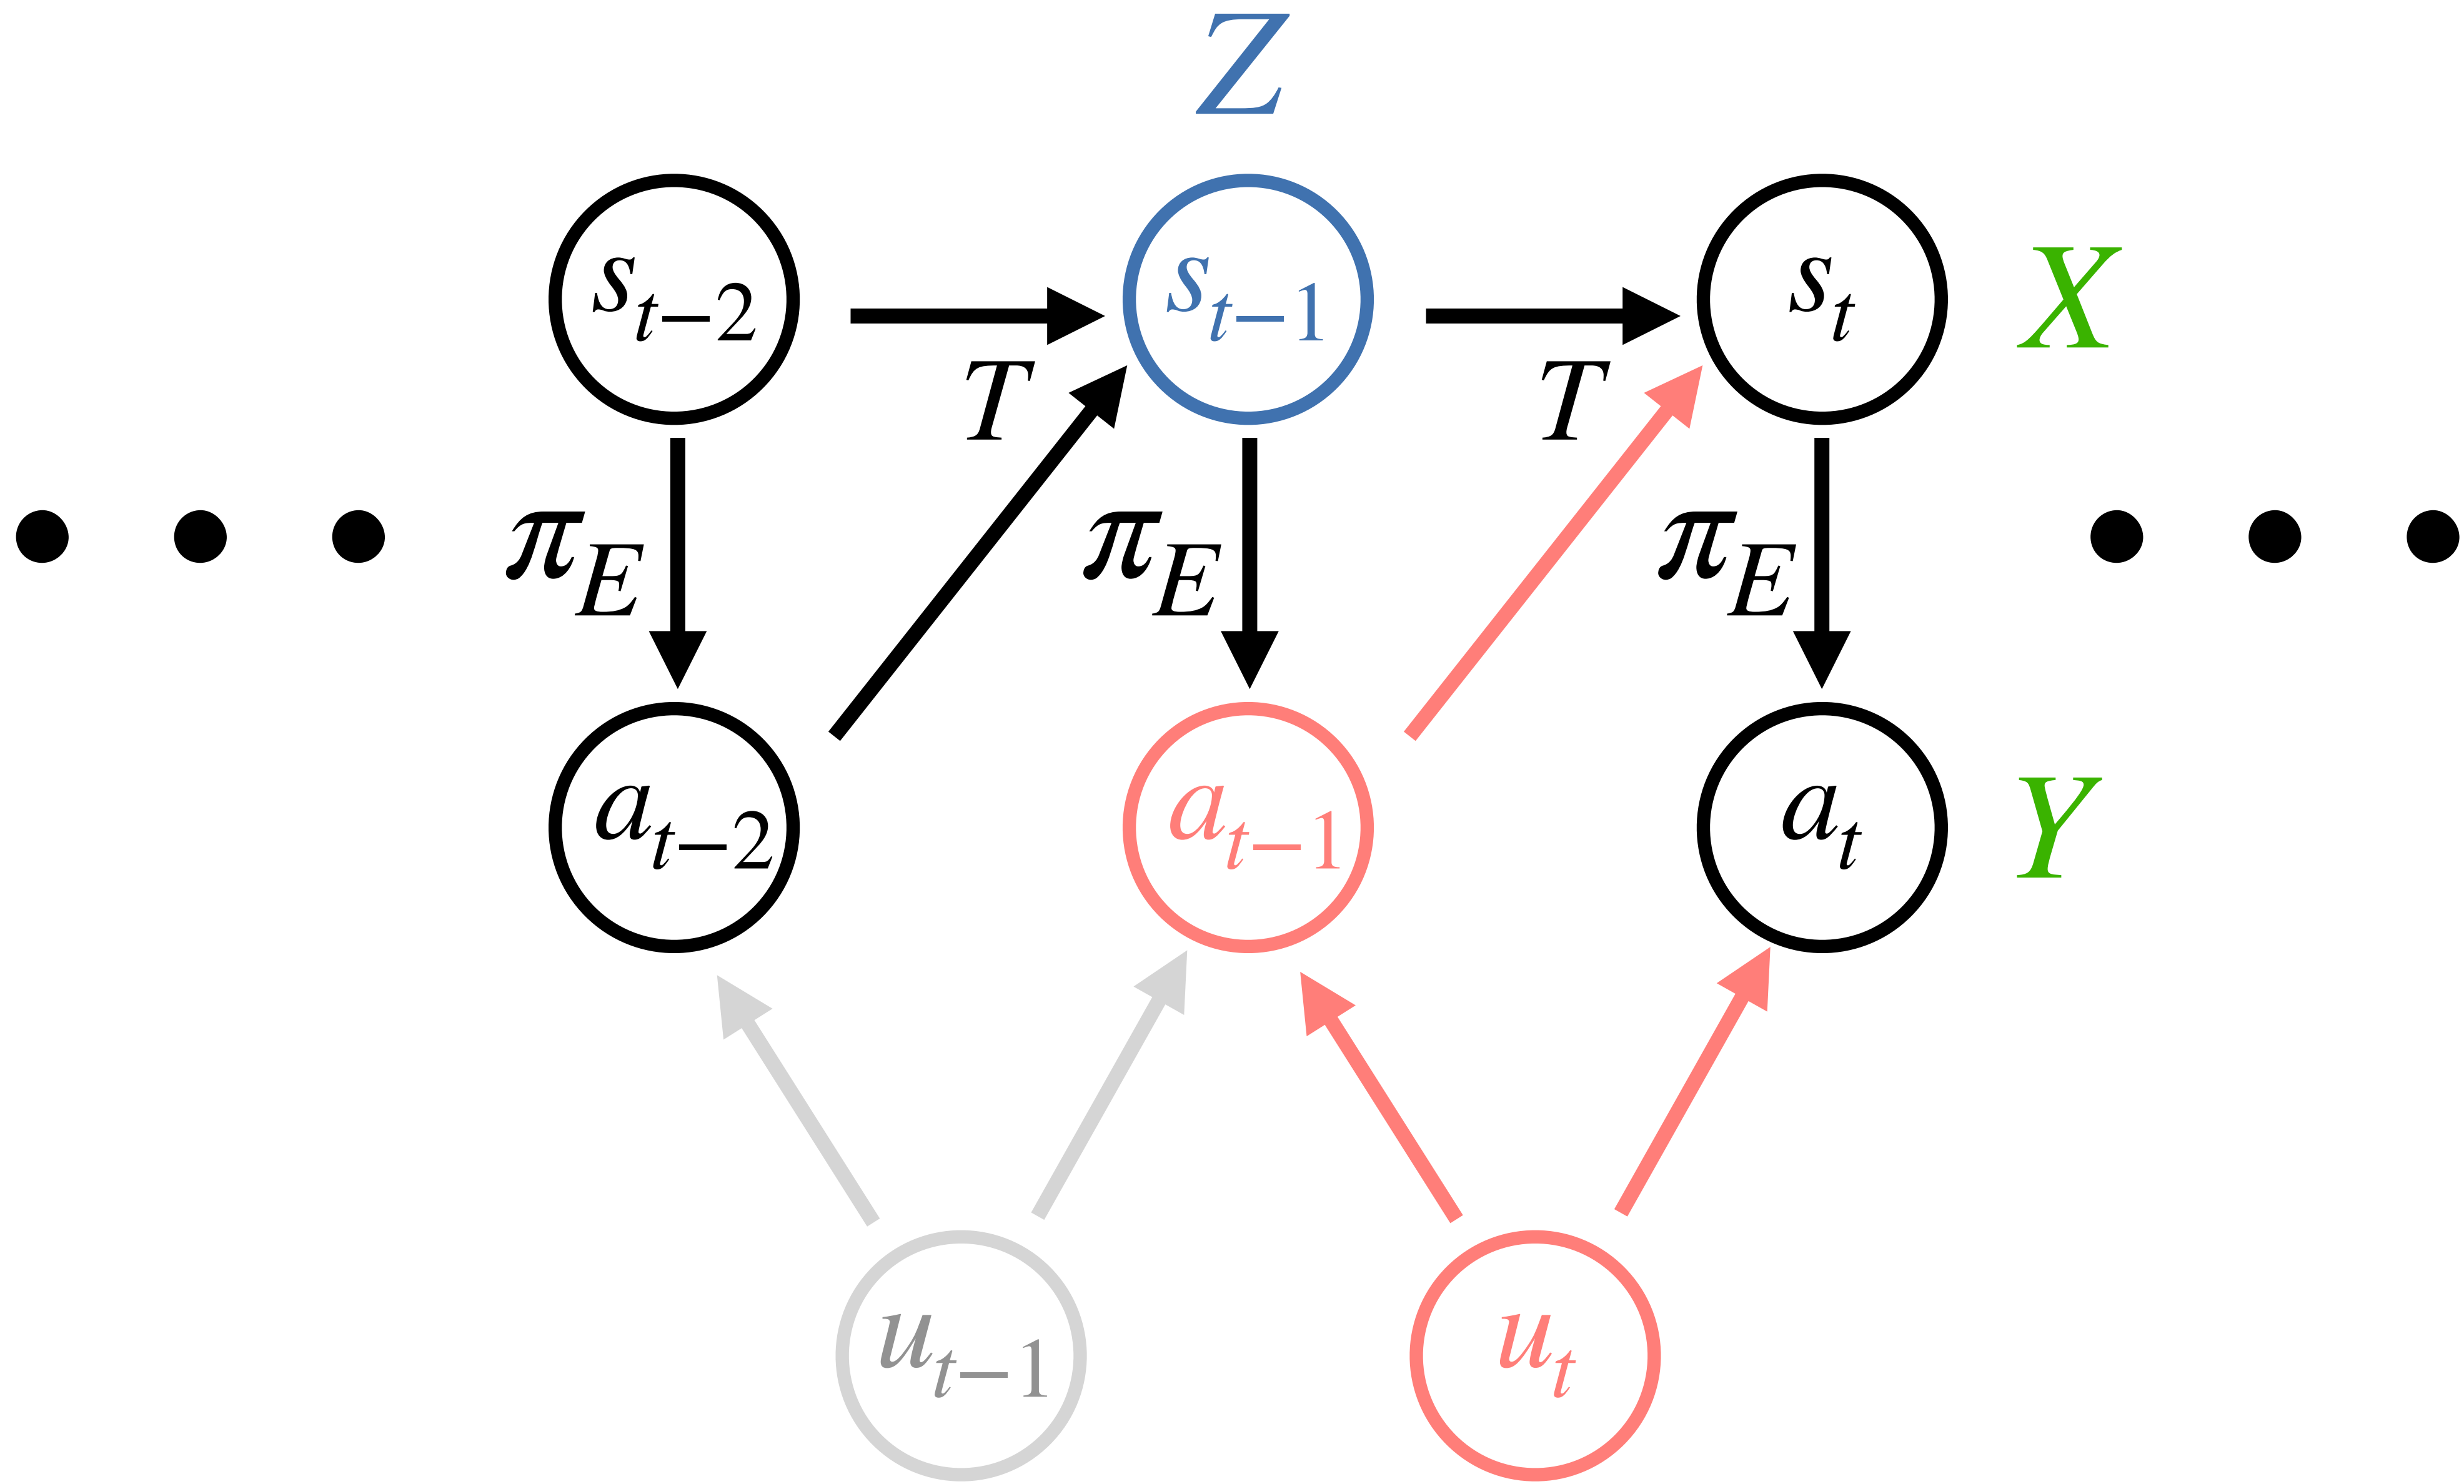 Z
s_{t−2} s_{t−1} s_t X
T T
π_E π_E π_E
a_{t−2} a_{t−1} a_t Y
u_{t−1} u_t